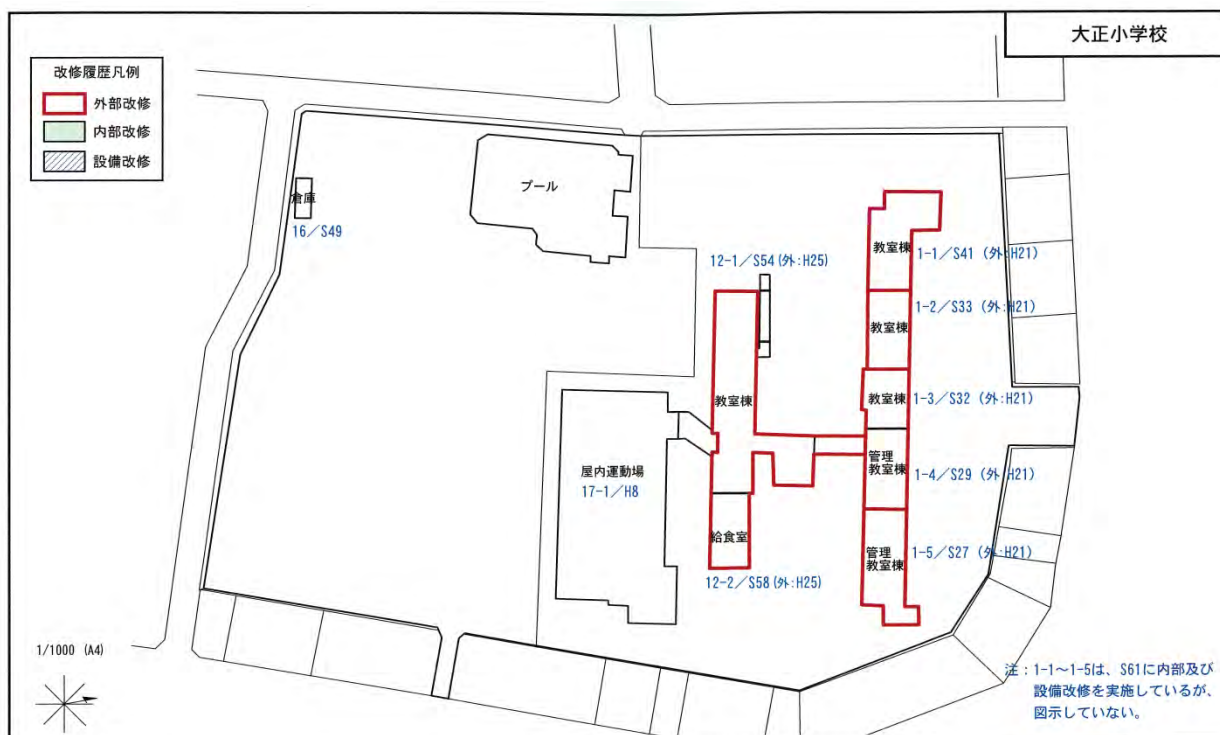 大正小学校
改修履歴凡例
外部改修
内部改修
設備改修
プール
倉庫
16／S49
教室棟
1-1／S41 (外:H21)
12-1／S54 (外:H25)
教室棟
1-2／S33 (外:H21)
教室棟
教室棟
1-3／S32 (外:H21)
管理
教室棟
1-4／S29 (外:H21)
屋内運動場
17-1／H8
給食室
12-2／S58 (外:H25)
管理
教室棟
1-5／S27 (外:H21)
1/1000 (A4)
注：1-1～1-5は、S61に内部及び
設備改修を実施しているが、
図示していない。